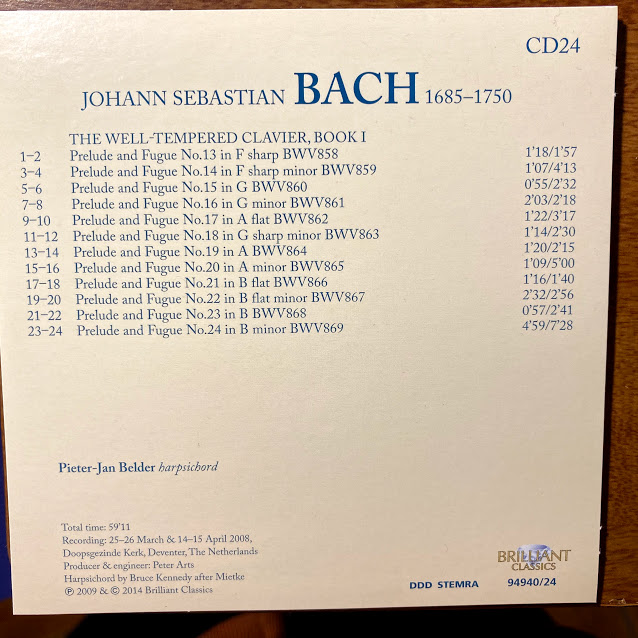 CD24
JOHANN SEBASTIAN BACH 1685–1750
THE WELL-TEMPERED CLAVIER, BOOK I
1–2 Prelude and Fugue No.13 in F sharp BWV858 1'18/1'57
3–4 Prelude and Fugue No.14 in F sharp minor BWV859 1'07/4'13
5–6 Prelude and Fugue No.15 in G BWV860 0'55/2'32
7–8 Prelude and Fugue No.16 in G minor BWV861 2'03/2'18
9–10 Prelude and Fugue No.17 in A flat BWV862 1'22/3'17
11–12 Prelude and Fugue No.18 in G sharp minor BWV863 1'14/2'30
13–14 Prelude and Fugue No.19 in A BWV864 1'20/2'15
15–16 Prelude and Fugue No.20 in A minor BWV865 1'09/5'00
17–18 Prelude and Fugue No.21 in B flat BWV866 1'16/1'40
19–20 Prelude and Fugue No.22 in B flat minor BWV867 2'32/2'56
21–22 Prelude and Fugue No.23 in B BWV868 0'57/2'41
23–24 Prelude and Fugue No.24 in B minor BWV869 4'59/7'28
Pieter-Jan Belder harpsichord
Total time: 59'11
Recording: 25–26 March & 14–15 April 2008,
Doopsgezinde Kerk, Deventer, The Netherlands
Producer & engineer: Peter Arts
Harpsichord by Bruce Kennedy after Mietke
℗ 2009 & © 2014 Brilliant Classics
BRILLIANT
CLASSICS
DDD STEMRA 94940/24